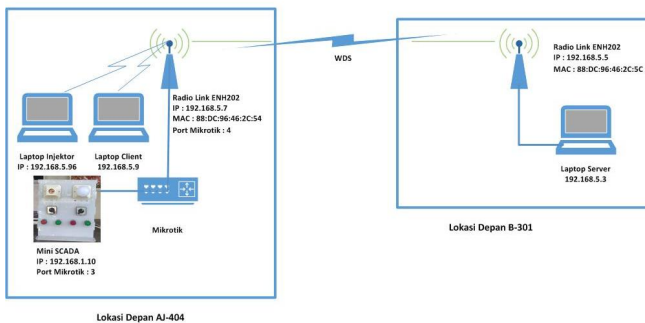 Radio Link ENH202
IP : 192.168.5.7
MAC : 88:DC:96:46:2C:54
Port Mikrotik : 4
Laptop Injektor
IP : 192.168.5.96
Laptop Client
192.168.5.9
Mikrotik
Mini SCADA
IP : 192.168.1.10
Port Mikrotik : 3
Lokasi Depan AJ-404
WDS
Radio Link ENH202
IP : 192.168.5.5
MAC : 88:DC:96:46:2C:5C
Laptop Server
192.168.5.3
Lokasi Depan B-301